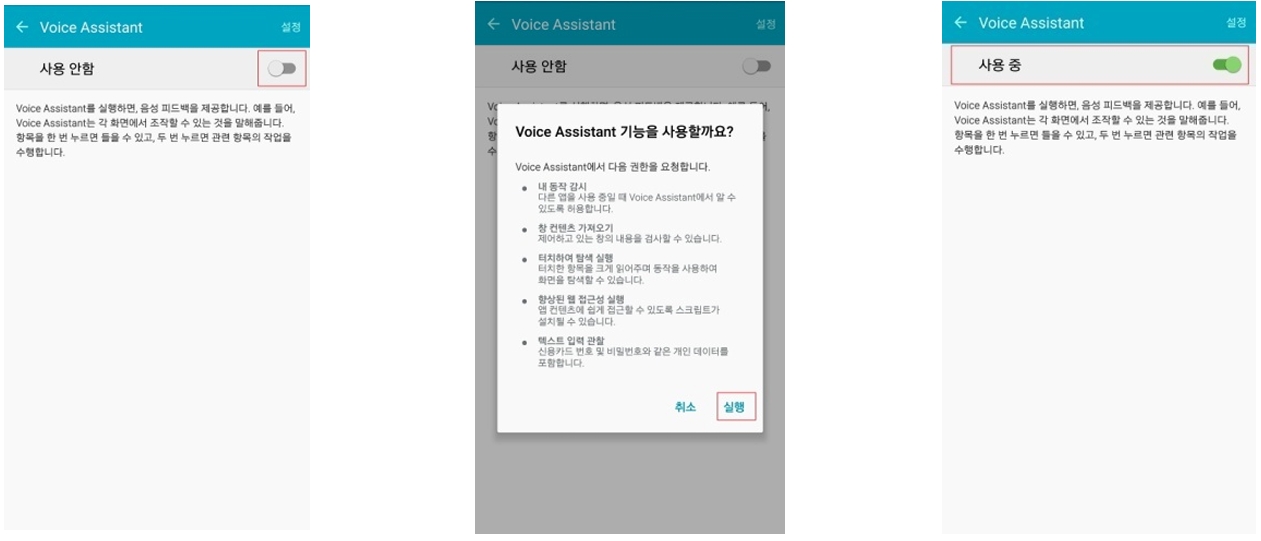 Voice Assistant
설정
사용 안함
Voice Assistant를 실행하면, 음성 피드백을 제공합니다. 예를 들어,
Voice Assistant는 각 화면에서 조작할 수 있는 것을 말해줍니다.
항목을 한 번 누르면 들을 수 있고, 두 번 누르면 관련 항목의 작업을
수행합니다.
Voice Assistant
설정
사용 안함
Voice Assistant 기능을 사용할까요?
Voice Assistant에서 다음 권한을 요청합니다.
• 내 동작 감시
다른 앱을 사용 중일 때 Voice Assistant에서 알 수
있도록 허용합니다.
• 창 컨텐츠 가져오기
제어하고 있는 창의 내용을 검사할 수 있습니다.
• 터치하여 탐색 실행
터치한 항목을 크게 읽어주며 동작을 사용하여
화면을 탐색할 수 있습니다.
• 향상된 웹 접근성 실행
앱 컨텐츠에 쉽게 접근할 수 있도록 스크립트가
설치될 수 있습니다.
• 텍스트 입력 관찰
신용카드 번호 및 비밀번호와 같은 개인 데이터를
포함합니다.
취소
실행
Voice Assistant
설정
사용 중
Voice Assistant를 실행하면, 음성 피드백을 제공합니다. 예를 들어,
Voice Assistant는 각 화면에서 조작할 수 있는 것을 말해줍니다.
항목을 한 번 누르면 들을 수 있고, 두 번 누르면 관련 항목의 작업을
수행합니다.